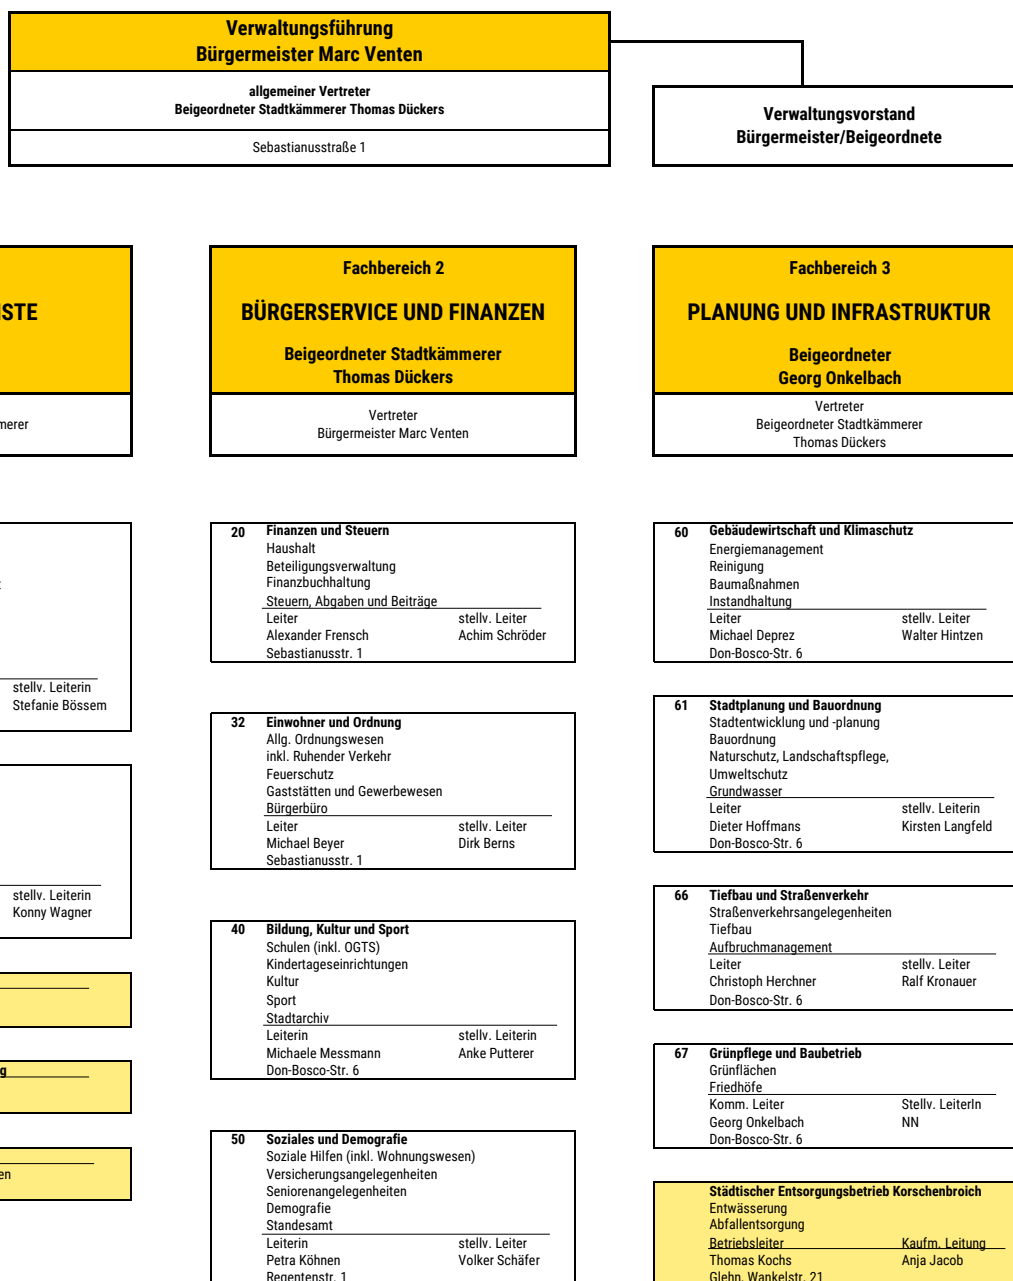 Verwaltungsführung
Bürgermeister Marc Venten
allgemeiner Vertreter
Beigeordneter Stadtkämmerer Thomas Dückers
Sebastianusstraße 1
Verwaltungsvorstand
Bürgermeister/Beigeordnete
Fachbereich 2
BÜRGERSERVICE UND FINANZEN
Beigeordneter Stadtkämmerer
Thomas Dückers
Vertreter
Bürgermeister Marc Venten
Fachbereich 3
PLANUNG UND INFRASTRUKTUR
Beigeordneter
Georg Onkelbach
Vertreter
Beigeordneter Stadtkämmerer
Thomas Dückers
stellv. Leiterin
Stefanie Bössem
stellv. Leiterin
Konny Wagner
20 Finanzen und Steuern
Haushalt
Beteiligungsverwaltung
Finanzbuchhaltung
Steuern, Abgaben und Beiträge
Leiter stellv. Leiter
Alexander Frensch Achim Schröder
Sebastianusstr. 1
32 Einwohner und Ordnung
Allg. Ordnungswesen
inkl. Ruhender Verkehr
Feuerschutz
Gaststätten und Gewerbewesen
Bürgerbüro
Leiter stellv. Leiter
Michael Beyer Dirk Berns
Sebastianusstr. 1
40 Bildung, Kultur und Sport
Schulen (inkl. OGTS)
Kindertageseinrichtungen
Kultur
Sport
Stadtarchiv
Leiterin stellv. Leiterin
Michaele Messmann Anke Putterer
Don-Bosco-Str. 6
50 Soziales und Demografie
Soziale Hilfen (inkl. Wohnungswesen)
Versicherungsangelegenheiten
Seniorenangelegenheiten
Demografie
Standesamt
Leiterin stellv. Leiter
Petra Köhnen Volker Schäfer
Regentenstr. 1
60 Gebäudewirtschaft und Klimaschutz
Energiemanagement
Reinigung
Baumaßnahmen
Instandhaltung
Leiter stellv. Leiter
Michael Deprez Walter Hintzen
Don-Bosco-Str. 6
61 Stadtplanung und Bauordnung
Stadtentwicklung und -planung
Bauordnung
Naturschutz, Landschaftspflege,
Umweltschutz
Grundwasser
Leiter stellv. Leiterin
Dieter Hoffmans Kirsten Langfeld
Don-Bosco-Str. 6
66 Tiefbau und Straßenverkehr
Straßenverkehrsangelegenheiten
Tiefbau
Aufbruchmanagement
Leiter stellv. Leiter
Christoph Herchner Ralf Kronauer
Don-Bosco-Str. 6
67 Grünpflege und Baubetrieb
Grünflächen
Friedhöfe
Komm. Leiter Stellv. LeiterIn
Georg Onkelbach NN
Don-Bosco-Str. 6
Städtischer Entsorgungsbetrieb Korschenbroich
Entwässerung
Abfallentsorgung
Betriebsleiter Kaufm. Leitung
Thomas Kochs Anja Jacob
Glehn, Wankelstr. 21